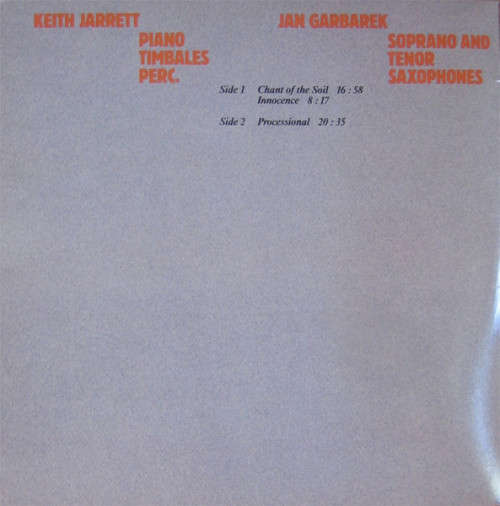 KEITH JARRETT
PIANO
TIMBALES
PERC.
JAN GARBAREK
SOPRANO AND
TENOR
SAXOPHONES
Side 1 Chant of the Soil 16 : 58
Innocence 8 : 17
Side 2 Processional 20 : 35